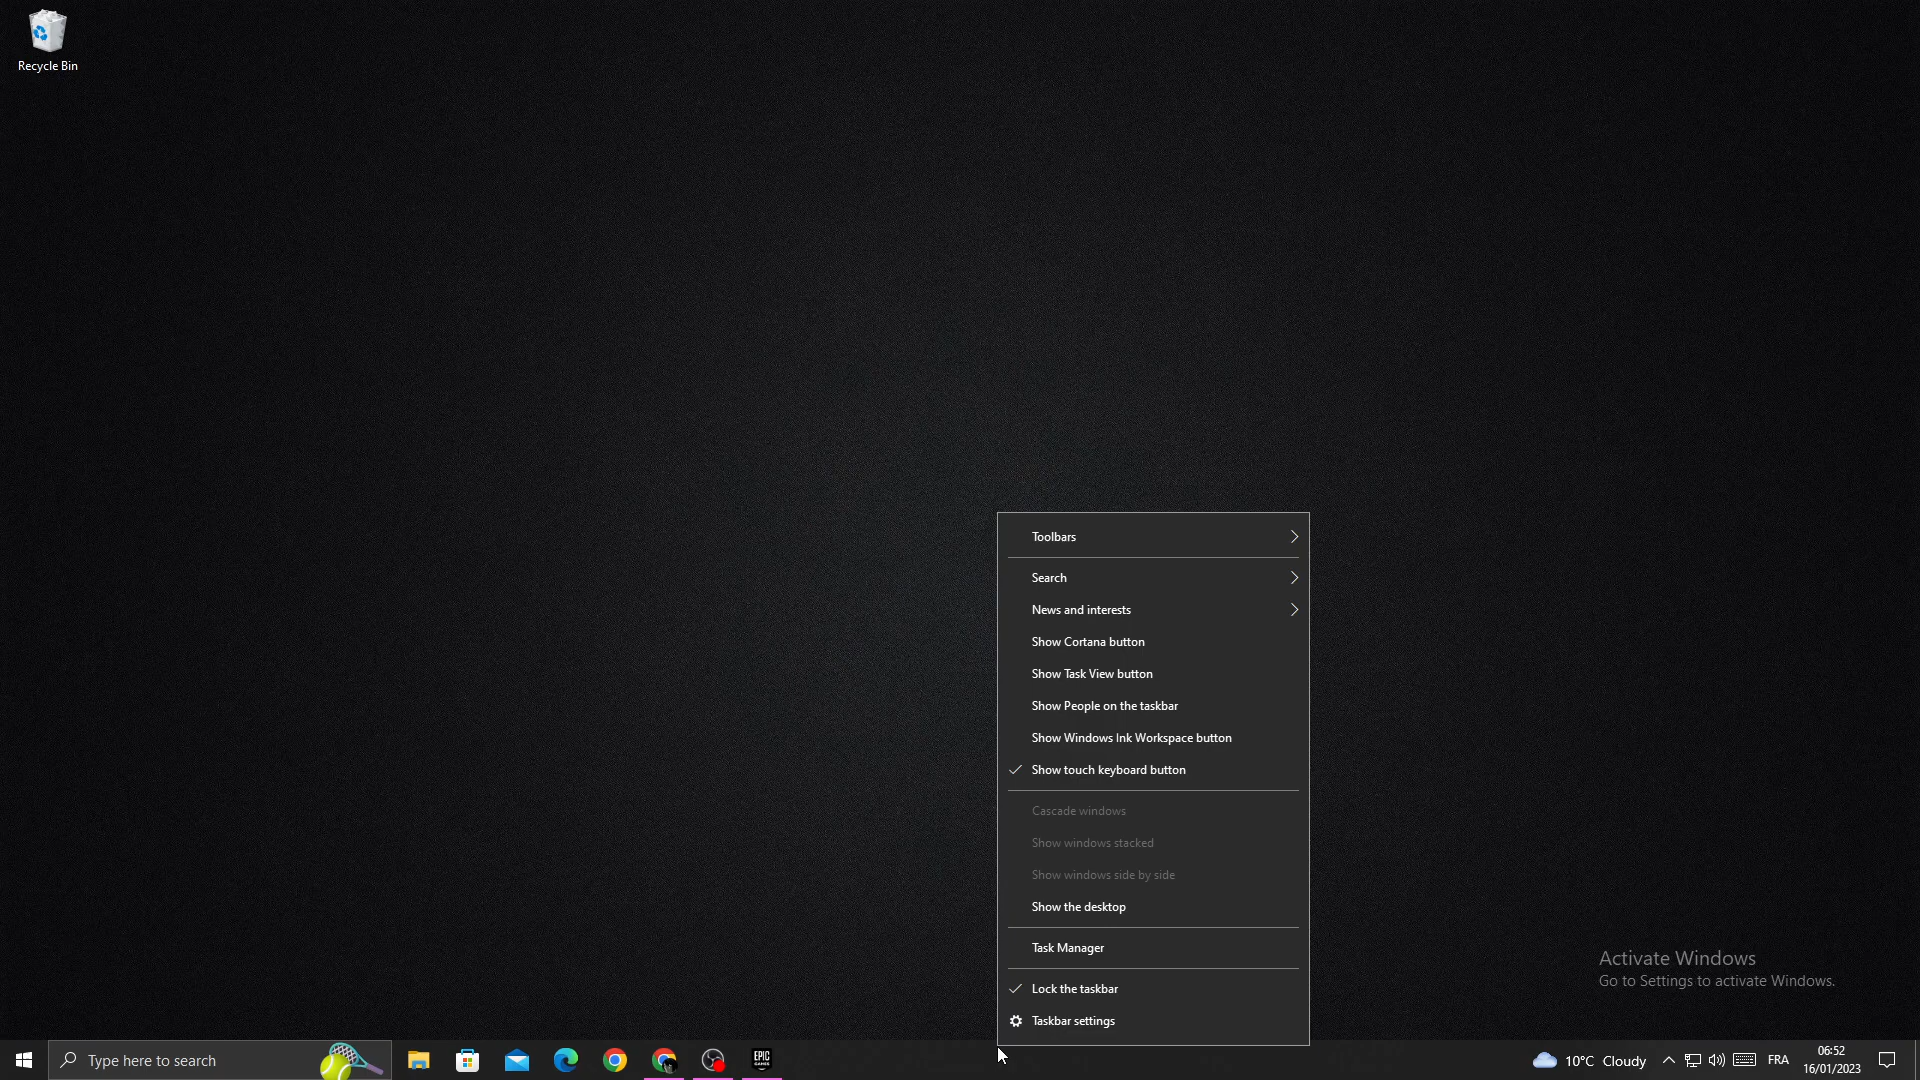 Recycle Bin
Toolbars
Search
News and interests
Show Cortana button
Show Task View button
Show People on the taskbar
Show Windows Ink Workspace button
Show touch keyboard button
Cascade windows
Show windows stacked
Show windows side by side
Show the desktop
Task Manager
Lock the taskbar
Taskbar settings
Activate Windows
Go to Settings to activate Windows.
Type here to search
EPIC
GAMES
10°C Cloudy
FRA
06:52
16/01/2023